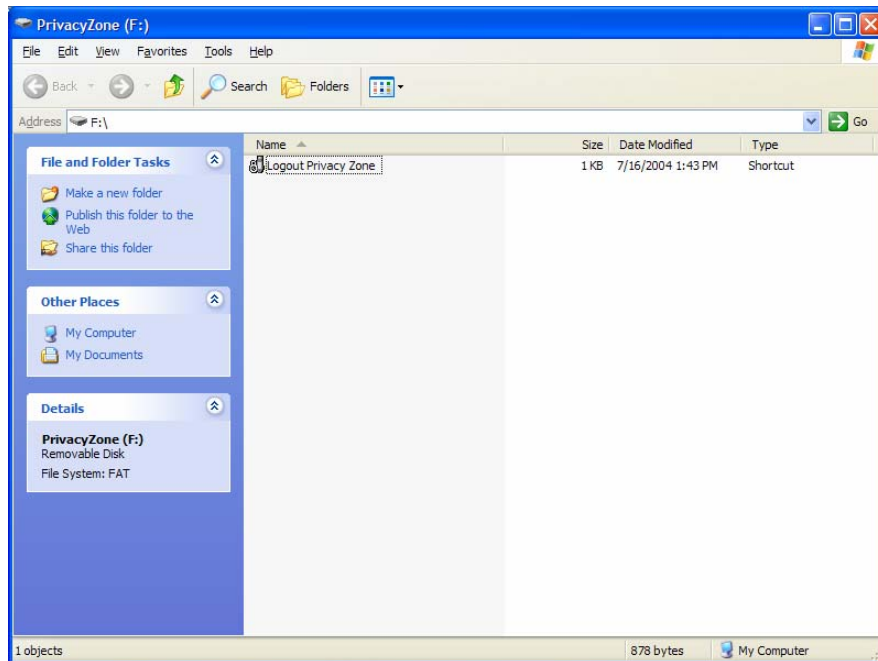 PrivacyZone (F:)
File Edit View Favorites Tools Help
Back Search Folders
Address F:\ Go
Name Size Date Modified Type
Logout Privacy Zone 1 KB 7/16/2004 1:43 PM Shortcut
File and Folder Tasks
Make a new folder
Publish this folder to the
Web
Share this folder
Other Places
My Computer
My Documents
Details
PrivacyZone (F:)
Removable Disk
File System: FAT
1 objects 878 bytes My Computer